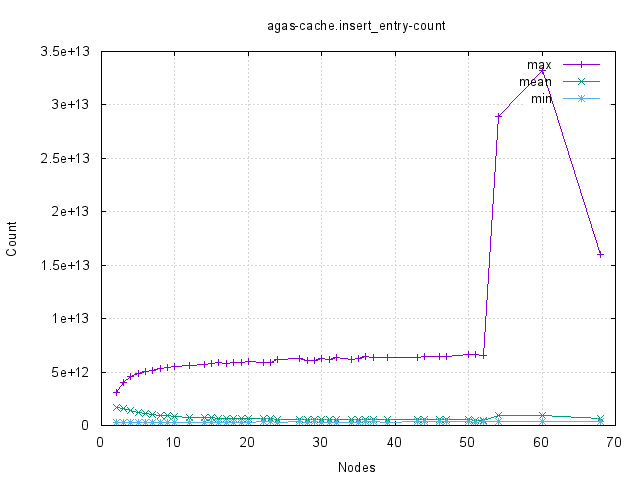 agas-cache.insert_entry-count
3.5e+13
3e+13
2.5e+13
2e+13
1.5e+13
1e+13
5e+12
0
Count
max
mean
min
0 10 20 30 40 50 60 70
Nodes